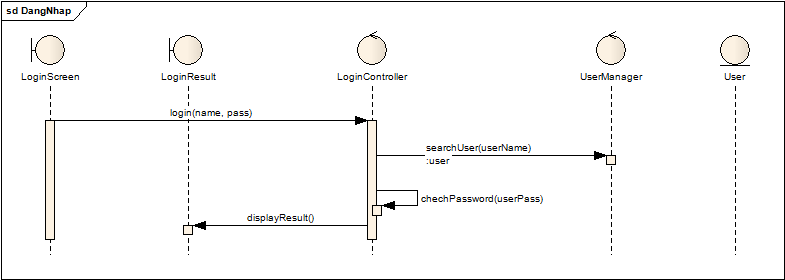 sd DangNhap
LoginScreen
LoginResult
LoginController
UserManager
User
login(name, pass)
searchUser(userName)
:user
chechPassword(userPass)
displayResult()